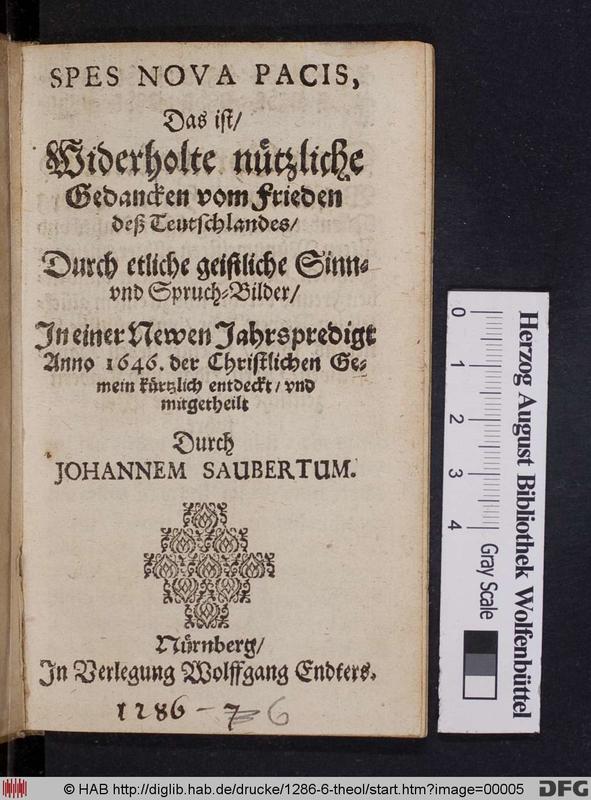 SPES NOVA PACIS,
Das ist/
Widerholte nützliche
Gedancken vom Frieden
deß Teutschlandes/
Durch etliche geistliche Sinn-
vnd Spruch-Bilder/
In einer Newen Jahrspredigt
Anno 1646. der Christlichen Ge-
mein kürtzlich entdeckt/ vnd
mitgetheilt
Durch
JOHANNEM SAUBERTUM.
Nürnberg/
In Verlegung Wolffgang Endters.
1286 - 6
0 1 2 3 4
Herzog August Bibliothek Wolfenbüttel
Gray Scale
© HAB http://diglib.hab.de/drucke/1286-6-theol/start.htm?image=00005
DFG